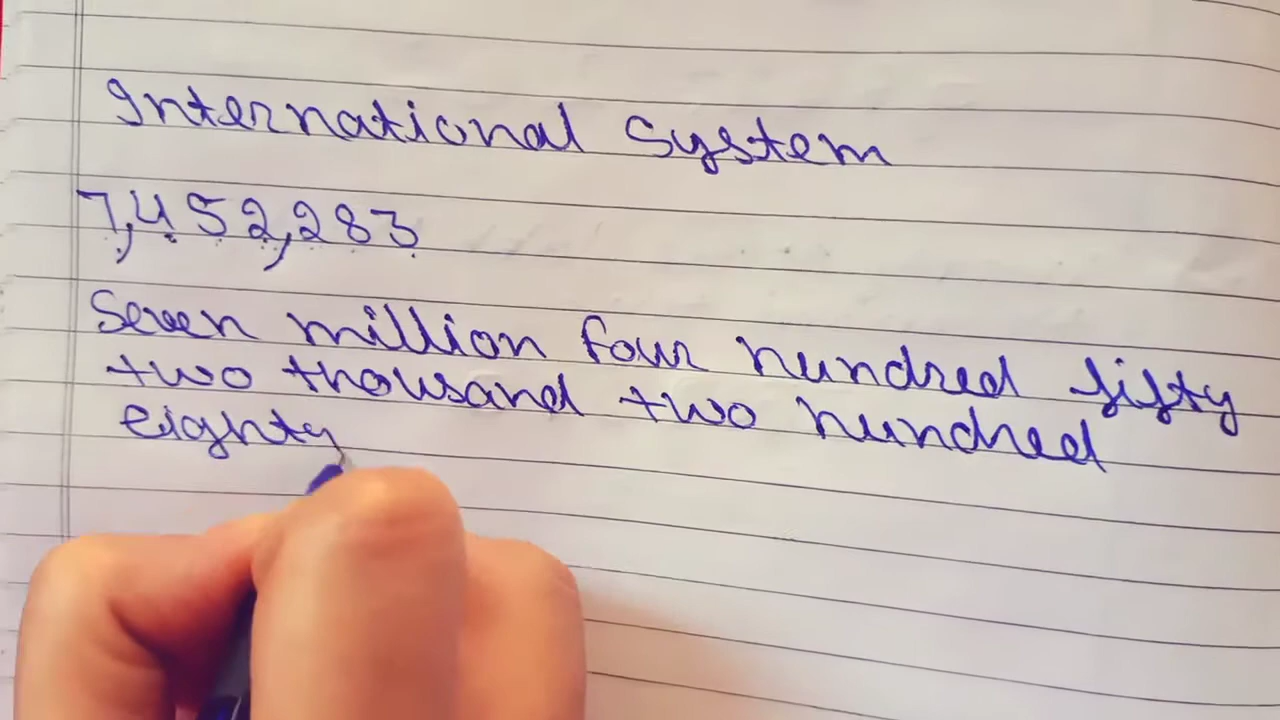 International System
7,452,283
Seven million four hundred fifty
two thousand two hundred
eighty